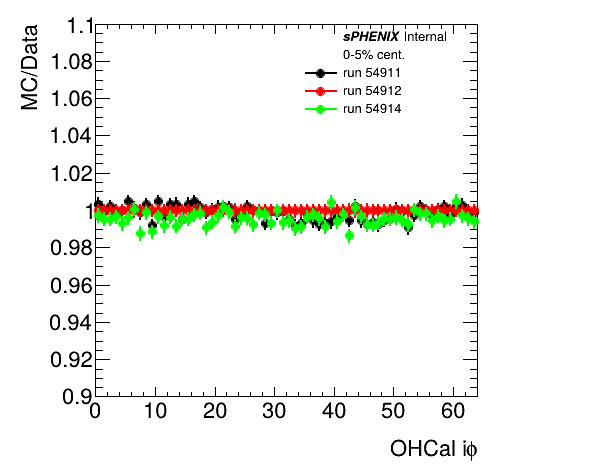 MC/Data
1.1
1.08
1.06
1.04
1.02
1
0.98
0.96
0.94
0.92
0.9
sPHENIX Internal
0-5% cent.
run 54911
run 54912
run 54914
0 10 20 30 40 50 60
OHCal iϕ